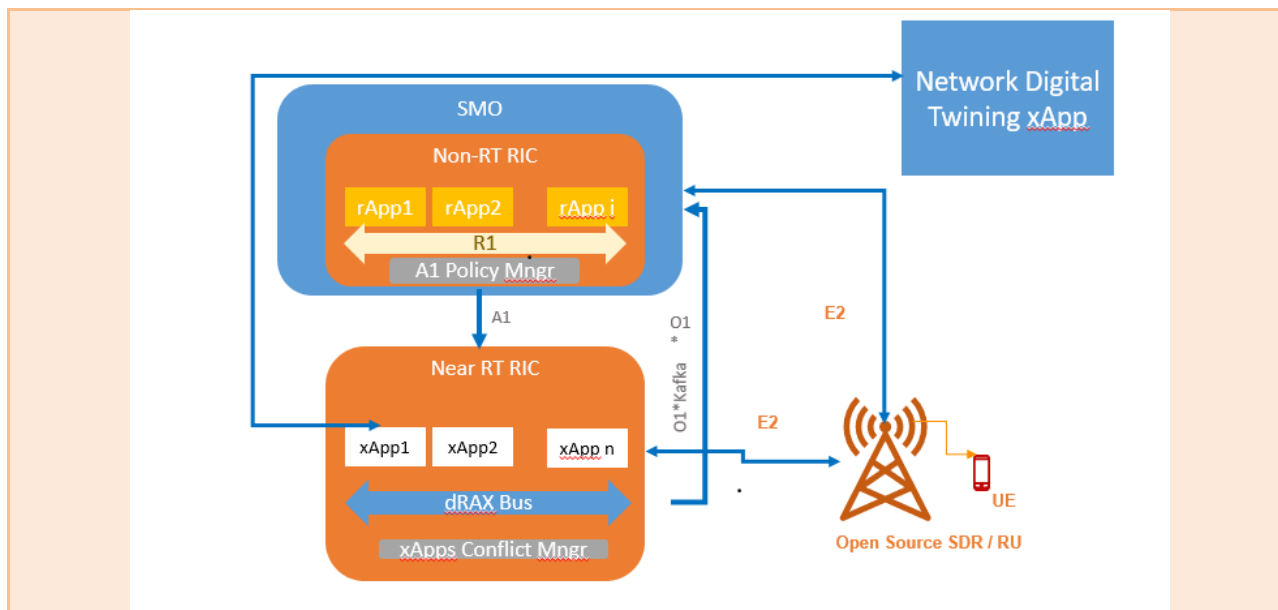 Network Digital
Twining xApp
SMO
Non-RT RIC
rApp1
rApp2
rApp i
R1
A1 Policy Mngr
A1
O1*Kafka * O1
E2
Near RT RIC
E2
xApp1
xApp2
xApp n
dRAX Bus
xApps Conflict Mngr
UE
Open Source SDR / RU